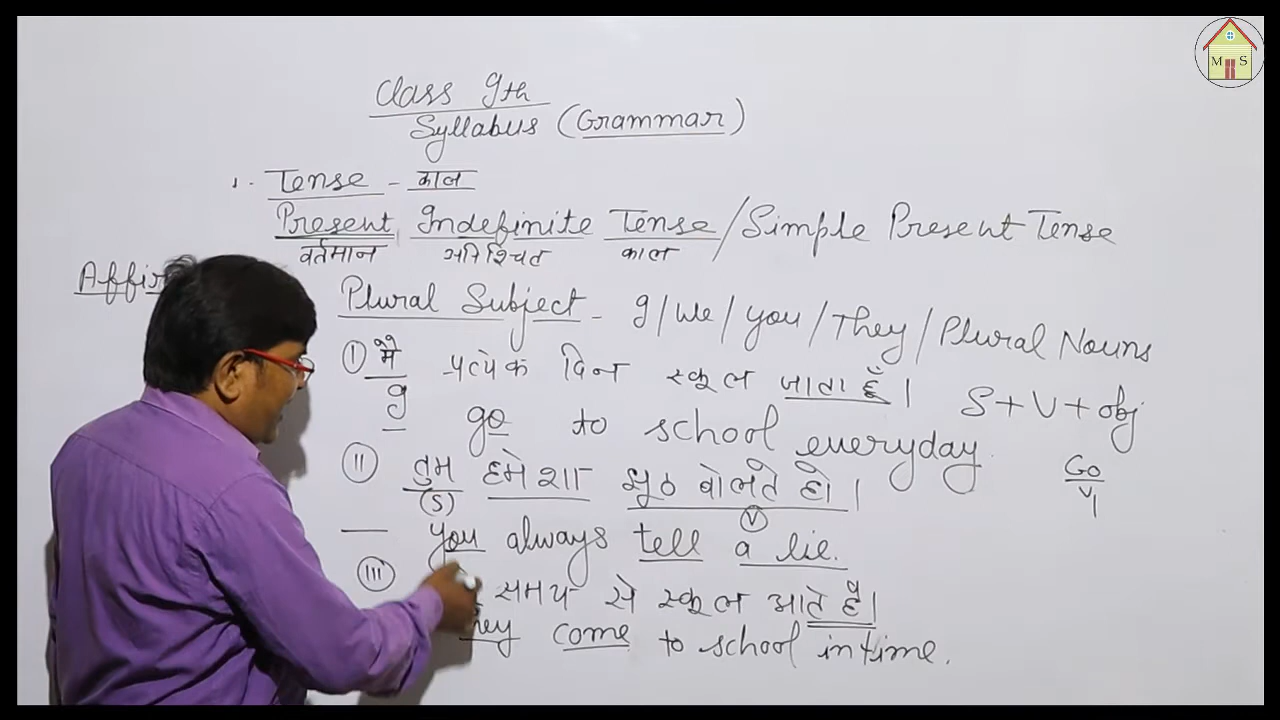 M S
Class 9th
Syllabus (Grammar)
1. Tense - काल
Present Indefinite Tense/Simple Present Tense
वर्तमान अनिश्चित काल
Plural Subject - I/We/you/They/Plural Nouns
(I) मैं प्रत्येक दिन स्कूल जाता हूँ।
S+V+obj
I go to school everyday.
Go
V1
(II) तुम हमेशा झूठ बोलते हो।
(S) (V)
you always tell a lie.
(III) समय से स्कूल आते है।
come to school in time.